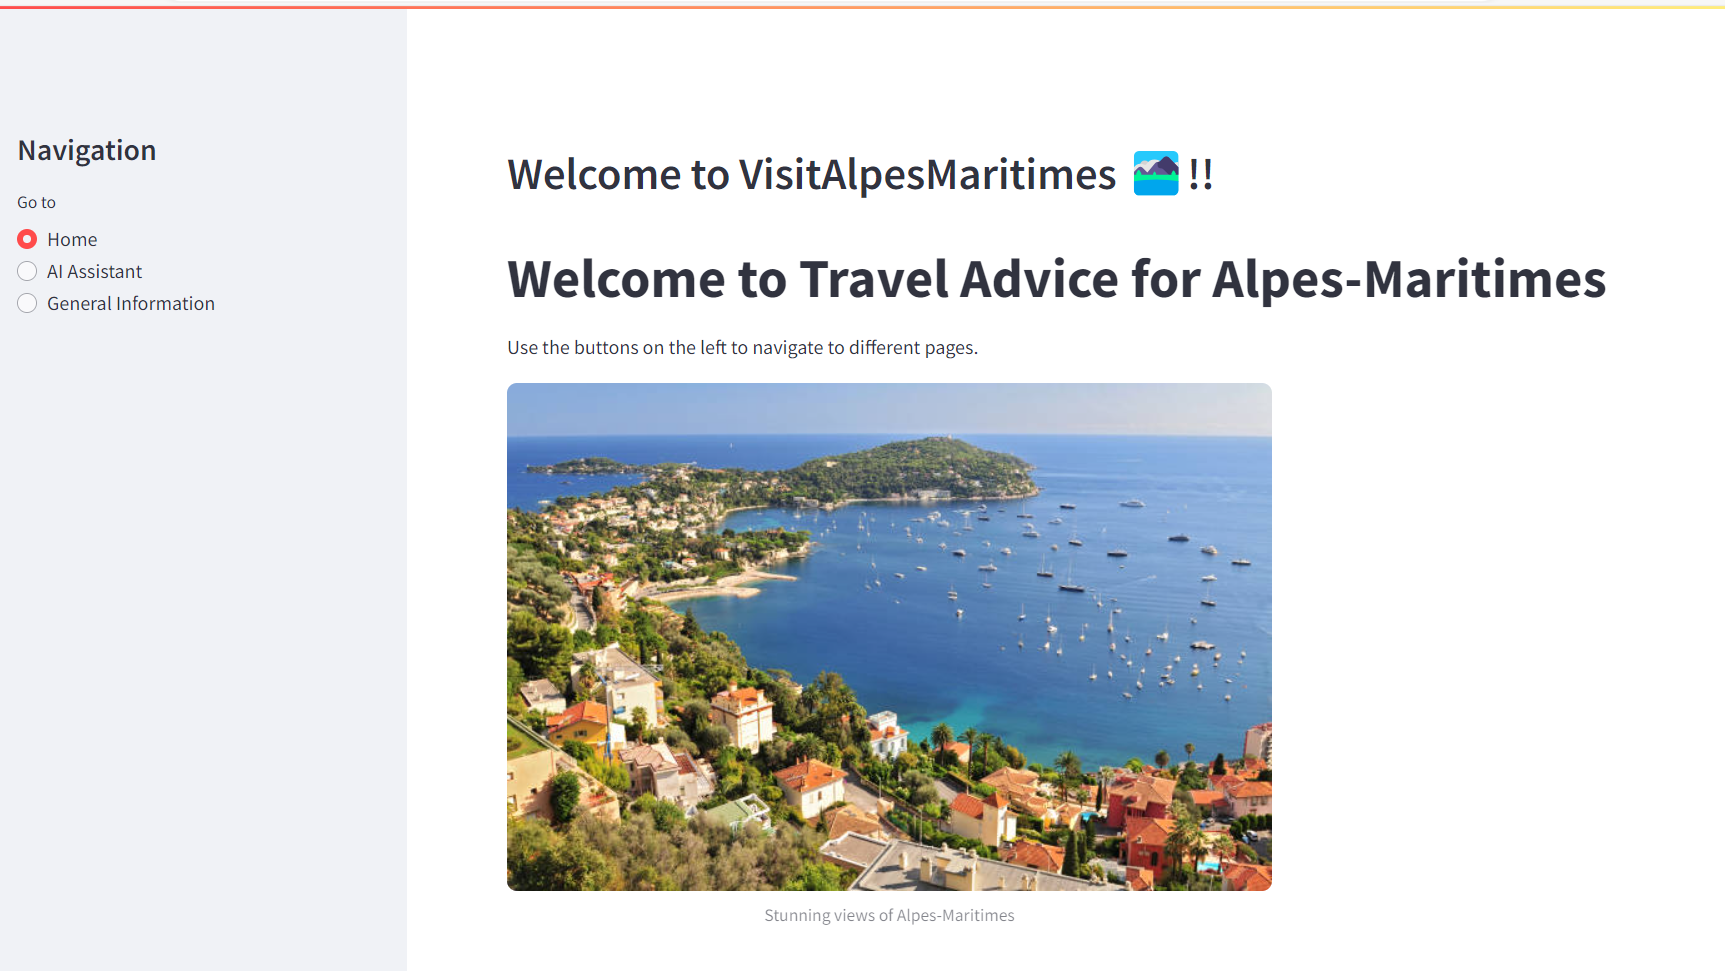 Navigation
Go to
Home
AI Assistant
General Information
Welcome to VisitAlpesMaritimes 🏞️ !!
Welcome to Travel Advice for Alpes-Maritimes
Use the buttons on the left to navigate to different pages.
Stunning views of Alpes-Maritimes